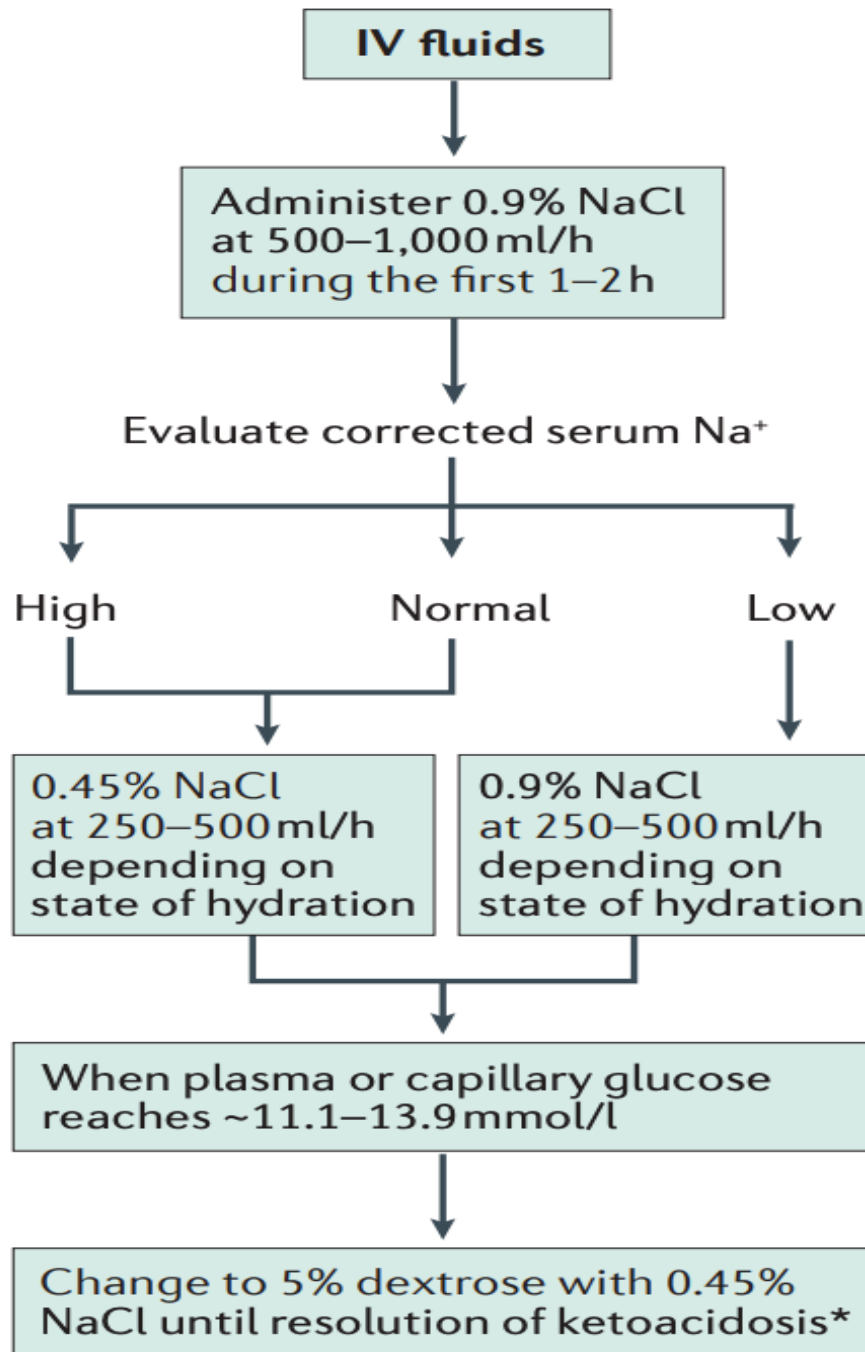 IV fluids
Administer 0.9% NaCl
at 500–1,000 ml/h
during the first 1–2 h
Evaluate corrected serum Na⁺
High
Normal
Low
0.45% NaCl
at 250–500 ml/h
depending on
state of hydration
0.9% NaCl
at 250–500 ml/h
depending on
state of hydration
When plasma or capillary glucose
reaches ~11.1–13.9 mmol/l
Change to 5% dextrose with 0.45%
NaCl until resolution of ketoacidosis*